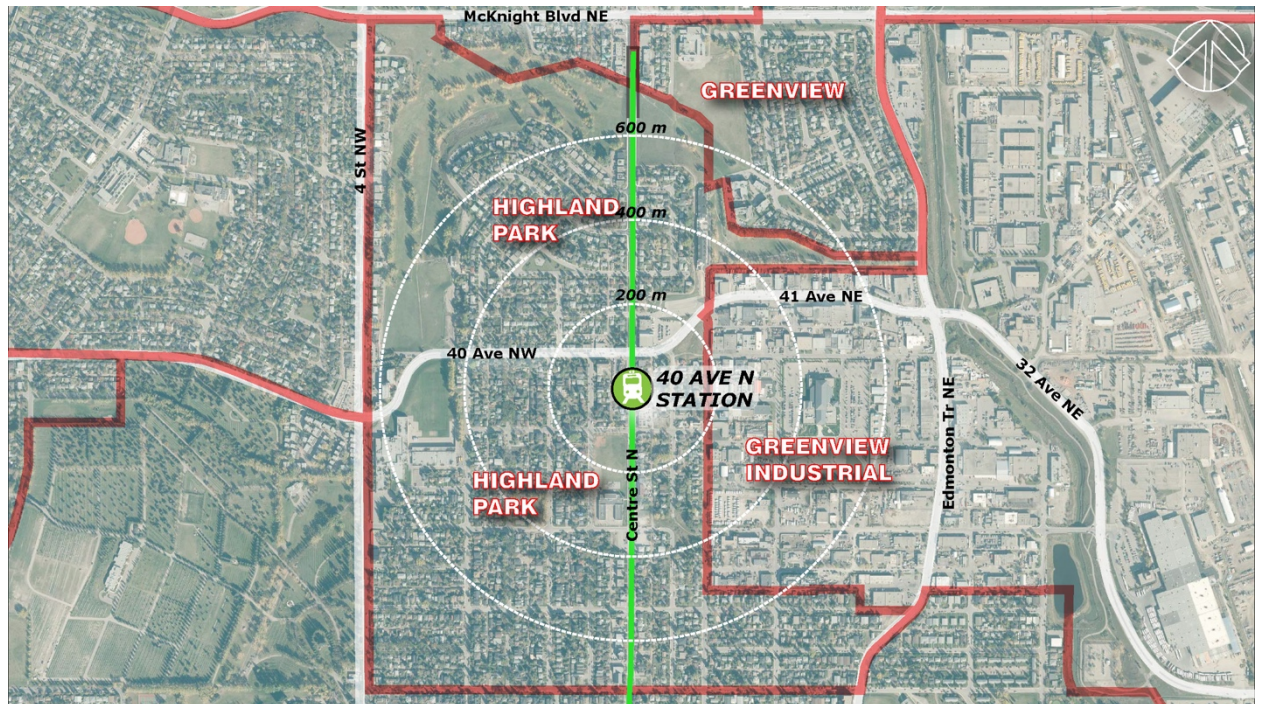 McKnight Blvd NE
GREENVIEW
600 m
4 St NW
HIGHLAND
PARK
400 m
200 m
41 Ave NE
40 Ave NW
40 AVE N
STATION
32 Ave NE
Edmonton Tr NE
GREENVIEW
INDUSTRIAL
Centre St N
HIGHLAND
PARK